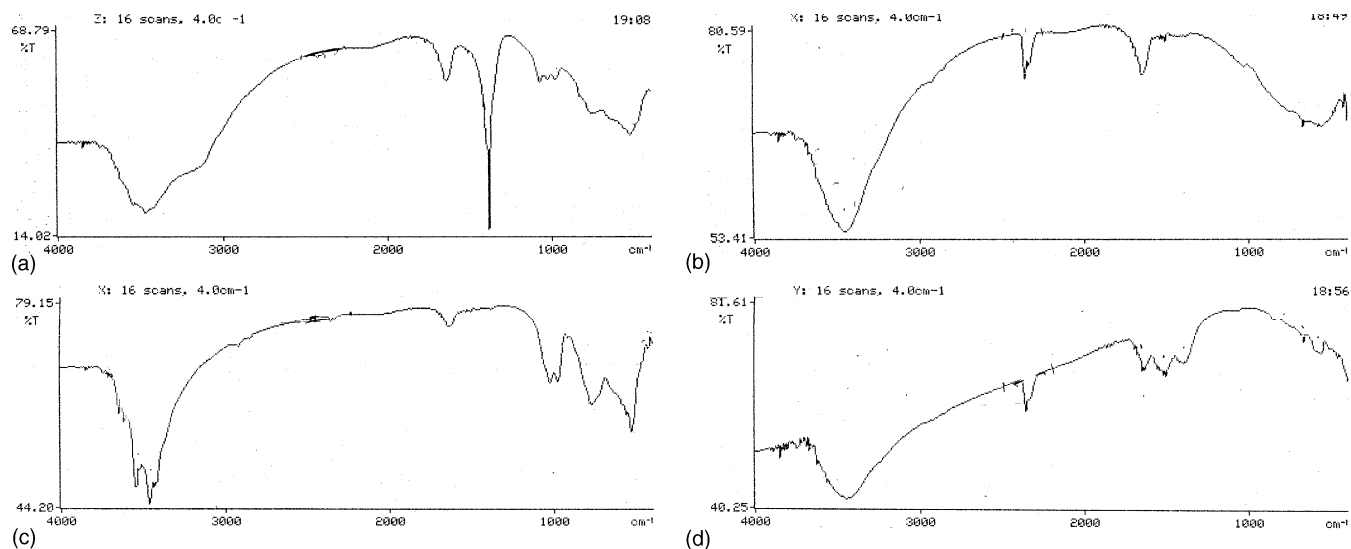 Z: 16 scans, 4.0c -1 19:08
68.79
%T
14.02
4000 3000 2000 1000 cm-1
(a)
X: 16 scans, 4.0cm-1 18:49
80.59
%T
53.41
4000 3000 2000 1000 cm-1
(b)
X: 16 scans, 4.0cm-1
79.15
%T
44.20
4000 3000 2000 1000 cm-1
(c)
Y: 16 scans, 4.0cm-1 18:56
81.61
%T
40.25
4000 3000 2000 1000 cm-1
(d)